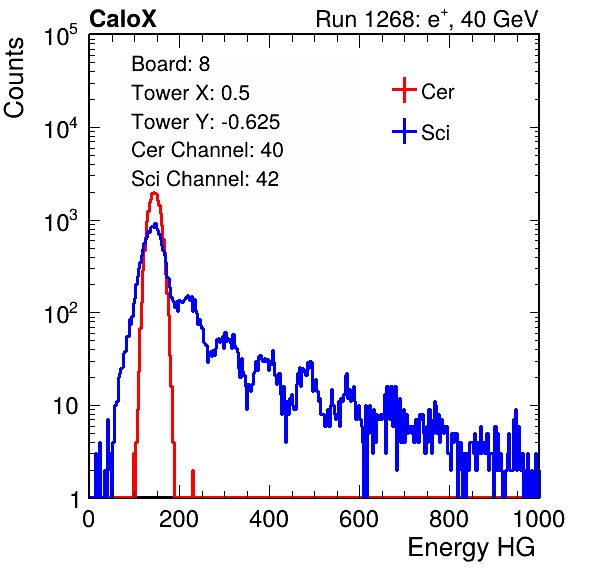 CaloX Run 1268: e⁺, 40 GeV
Counts
10⁵
10⁴
10³
10²
10
1
Board: 8
Tower X: 0.5
Tower Y: -0.625
Cer Channel: 40
Sci Channel: 42
Cer
Sci
0 200 400 600 800 1000
Energy HG